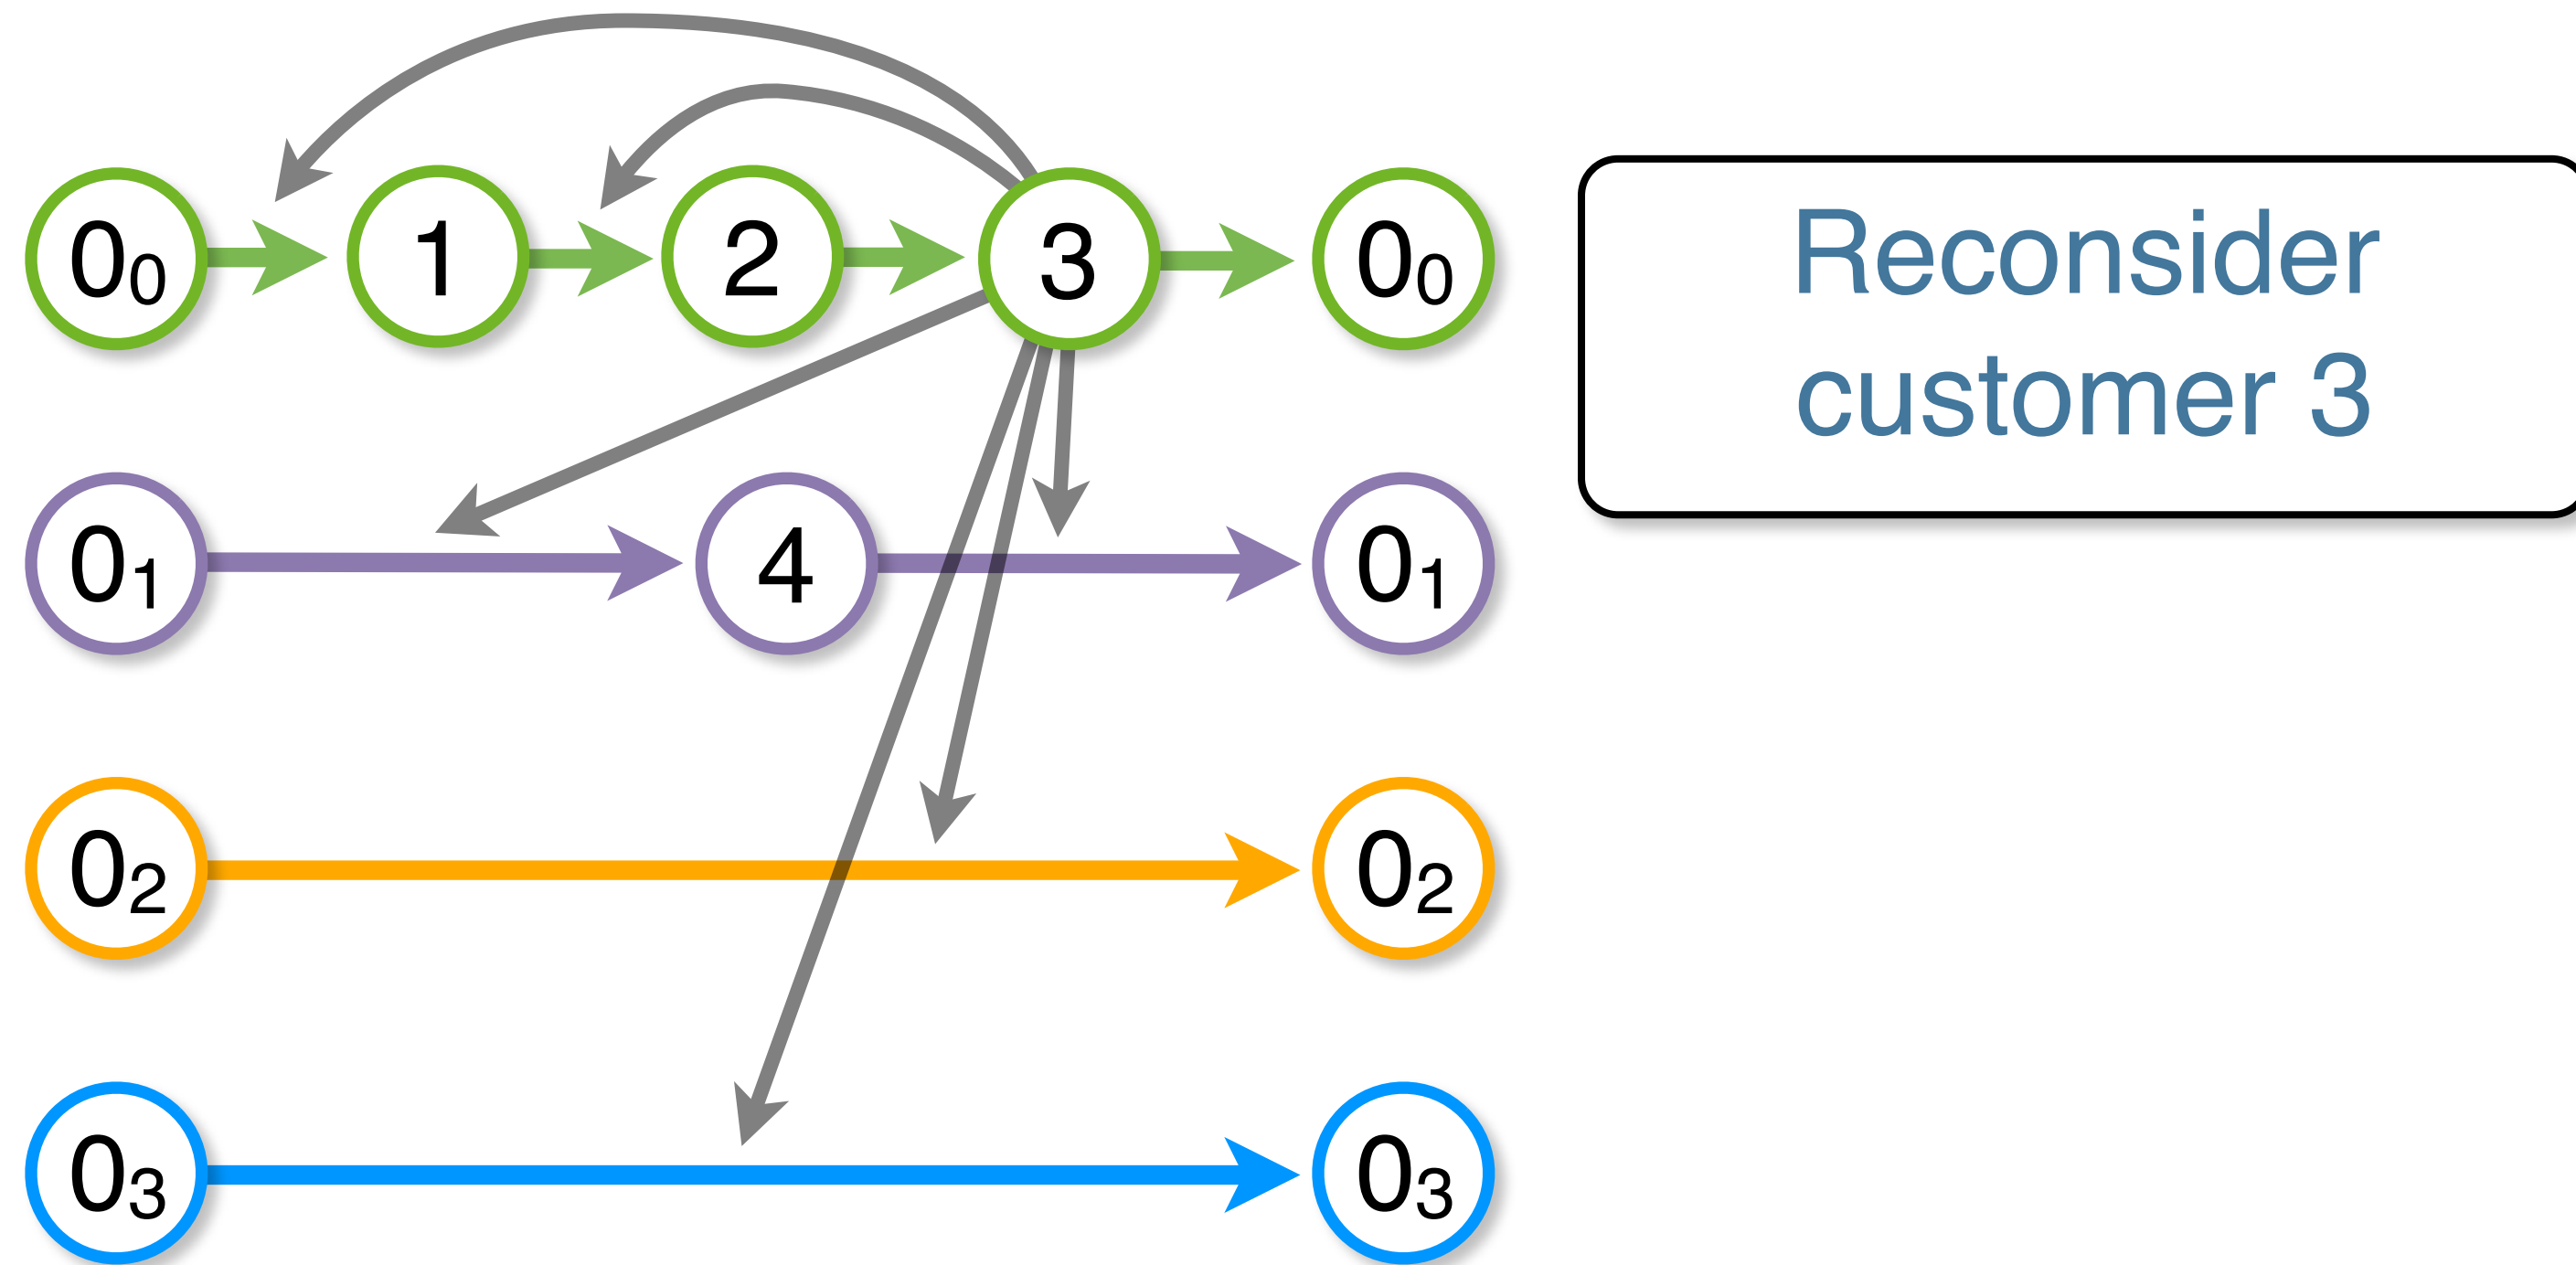 0₀ 1 2 3 0₀
Reconsider
customer 3
0₁ 4 0₁
0₂ 0₂
0₃ 0₃